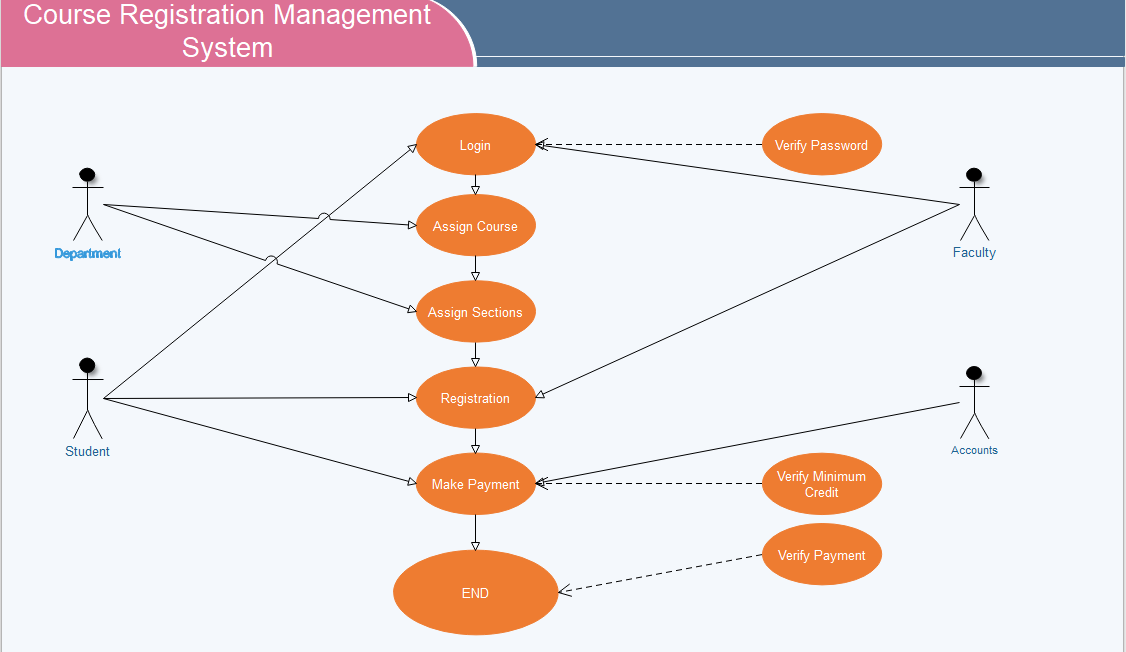 Course Registration Management
System
Login
Verify Password
Assign Course
Department
Faculty
Assign Sections
Registration
Student
Accounts
Make Payment
Verify Minimum
Credit
Verify Payment
END